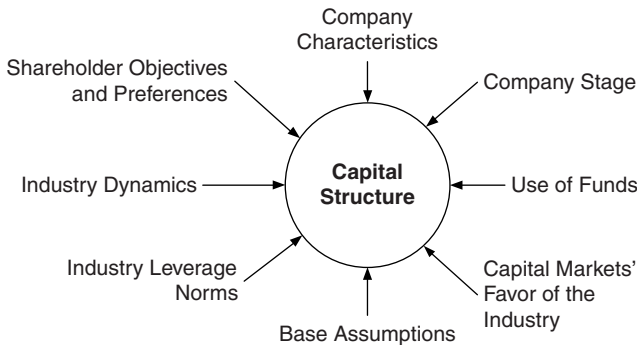 Company
Characteristics
Shareholder Objectives
and Preferences
Company Stage
Capital
Structure
Industry Dynamics
Use of Funds
Industry Leverage
Norms
Capital Markets’
Favor of the
Industry
Base Assumptions